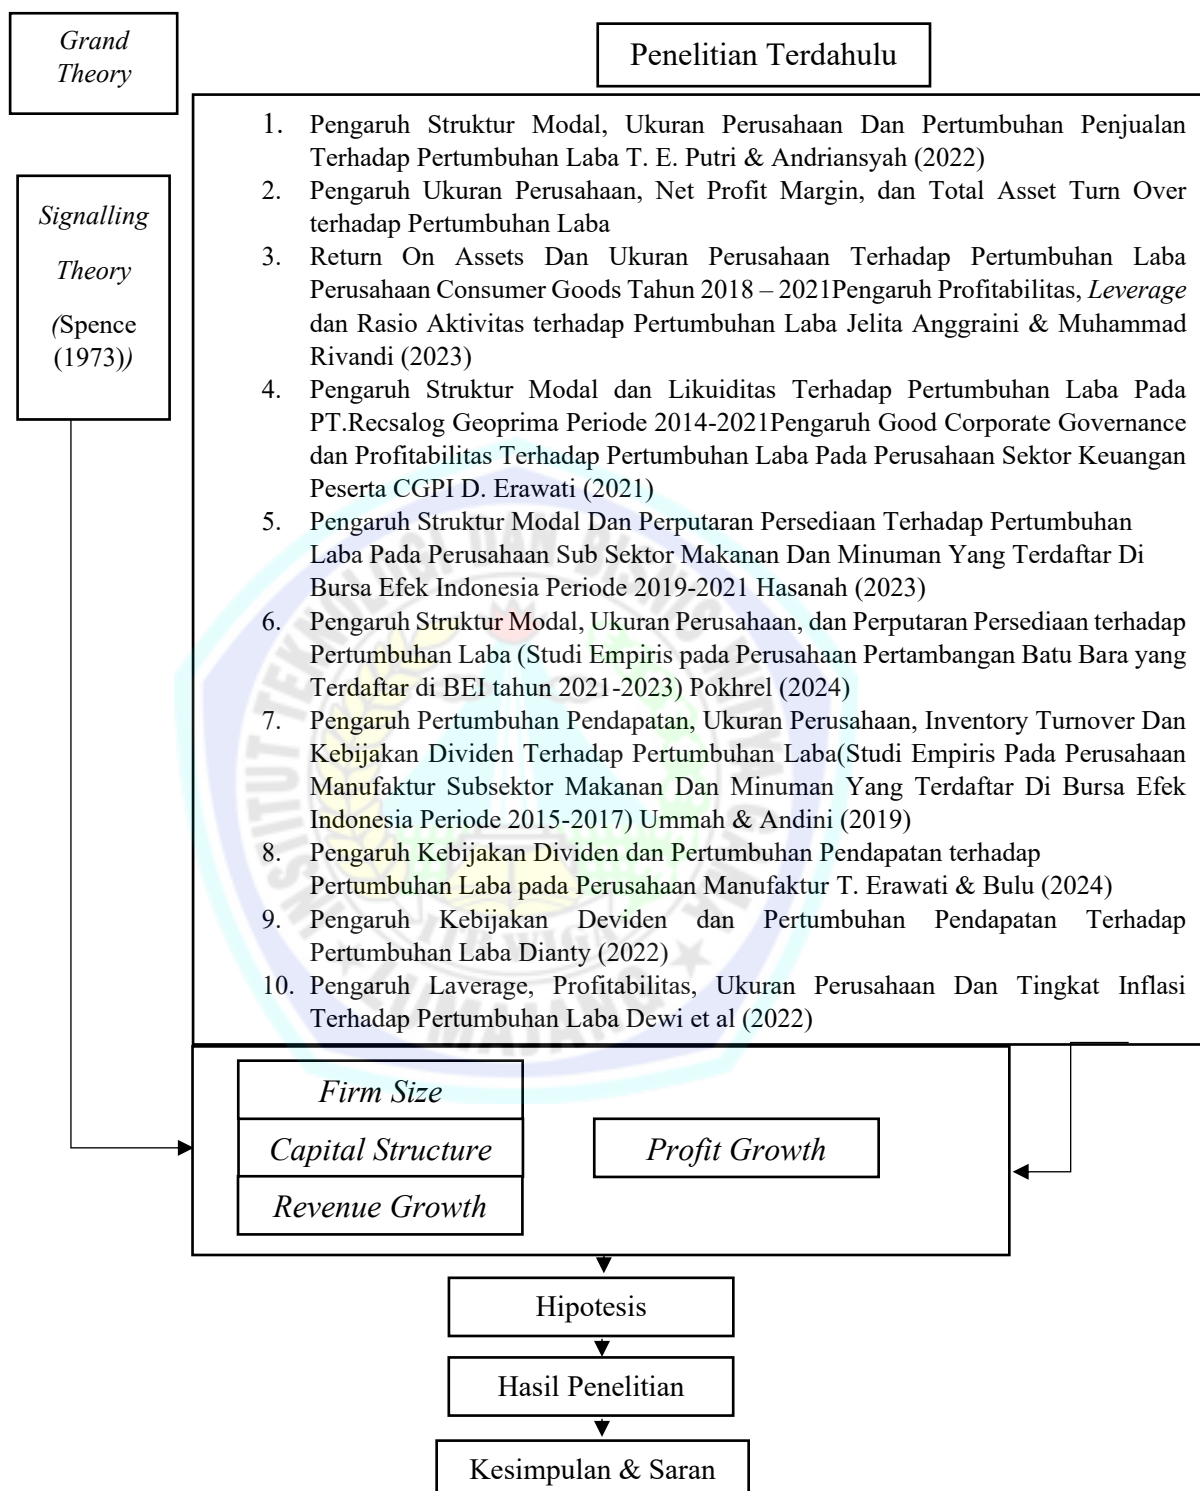 Grand
Theory
Penelitian Terdahulu
Signalling
Theory
(Spence
(1973))
1. Pengaruh Struktur Modal, Ukuran Perusahaan Dan Pertumbuhan Penjualan
Terhadap Pertumbuhan Laba T. E. Putri & Andriansyah (2022)
2. Pengaruh Ukuran Perusahaan, Net Profit Margin, dan Total Asset Turn Over
terhadap Pertumbuhan Laba
3. Return On Assets Dan Ukuran Perusahaan Terhadap Pertumbuhan Laba
Perusahaan Consumer Goods Tahun 2018 – 2021Pengaruh Profitabilitas, Leverage
dan Rasio Aktivitas terhadap Pertumbuhan Laba Jelita Anggraini & Muhammad
Rivandi (2023)
4. Pengaruh Struktur Modal dan Likuiditas Terhadap Pertumbuhan Laba Pada
PT.Recsalog Geoprima Periode 2014-2021Pengaruh Good Corporate Governance
dan Profitabilitas Terhadap Pertumbuhan Laba Pada Perusahaan Sektor Keuangan
Peserta CGPI D. Erawati (2021)
5. Pengaruh Struktur Modal Dan Perputaran Persediaan Terhadap Pertumbuhan
Laba Pada Perusahaan Sub Sektor Makanan Dan Minuman Yang Terdaftar Di
Bursa Efek Indonesia Periode 2019-2021 Hasanah (2023)
6. Pengaruh Struktur Modal, Ukuran Perusahaan, dan Perputaran Persediaan terhadap
Pertumbuhan Laba (Studi Empiris pada Perusahaan Pertambangan Batu Bara yang
Terdaftar di BEI tahun 2021-2023) Pokhrel (2024)
7. Pengaruh Pertumbuhan Pendapatan, Ukuran Perusahaan, Inventory Turnover Dan
Kebijakan Dividen Terhadap Pertumbuhan Laba(Studi Empiris Pada Perusahaan
Manufaktur Subsektor Makanan Dan Minuman Yang Terdaftar Di Bursa Efek
Indonesia Periode 2015-2017) Ummah & Andini (2019)
8. Pengaruh Kebijakan Dividen dan Pertumbuhan Pendapatan terhadap
Pertumbuhan Laba pada Perusahaan Manufaktur T. Erawati & Bulu (2024)
9. Pengaruh Kebijakan Deviden dan Pertumbuhan Pendapatan Terhadap
Pertumbuhan Laba Dianty (2022)
10. Pengaruh Laverage, Profitabilitas, Ukuran Perusahaan Dan Tingkat Inflasi
Terhadap Pertumbuhan Laba Dewi et al (2022)
INSTITUT TEKNOLOGI DAN BISNIS WIDYA GAMA
ITB WIGA
LUMAJANG
Firm Size
Capital Structure
Profit Growth
Revenue Growth
Hipotesis
Hasil Penelitian
Kesimpulan & Saran